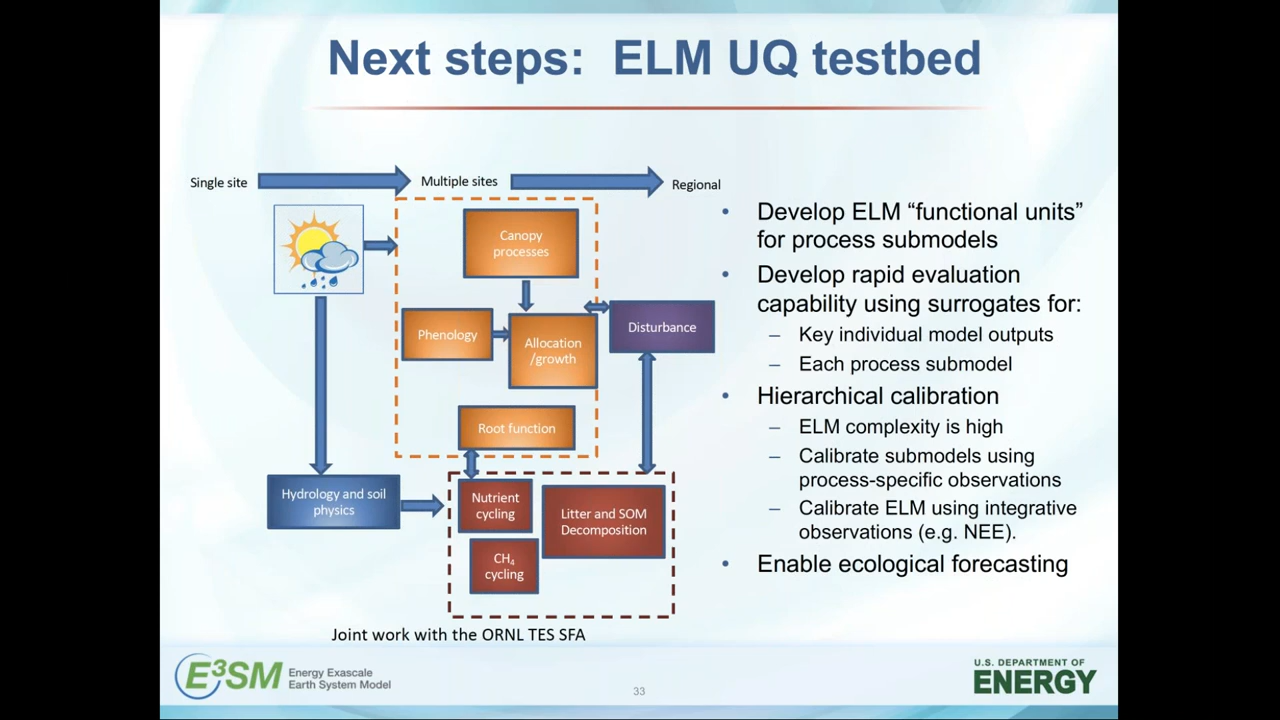 Next steps:  ELM UQ testbed
Single site
Multiple sites
Regional
Canopy
processes
Phenology
Allocation
/growth
Disturbance
Root function
Hydrology and soil
physics
Nutrient
cycling
Litter and SOM
Decomposition
CH₄
cycling
Joint work with the ORNL TES SFA
• Develop ELM “functional units”
for process submodels
• Develop rapid evaluation
capability using surrogates for:
– Key individual model outputs
– Each process submodel
• Hierarchical calibration
– ELM complexity is high
– Calibrate submodels using
process-specific observations
– Calibrate ELM using integrative
observations (e.g. NEE).
• Enable ecological forecasting
E³SM
Energy Exascale
Earth System Model
33
U.S. DEPARTMENT OF
ENERGY